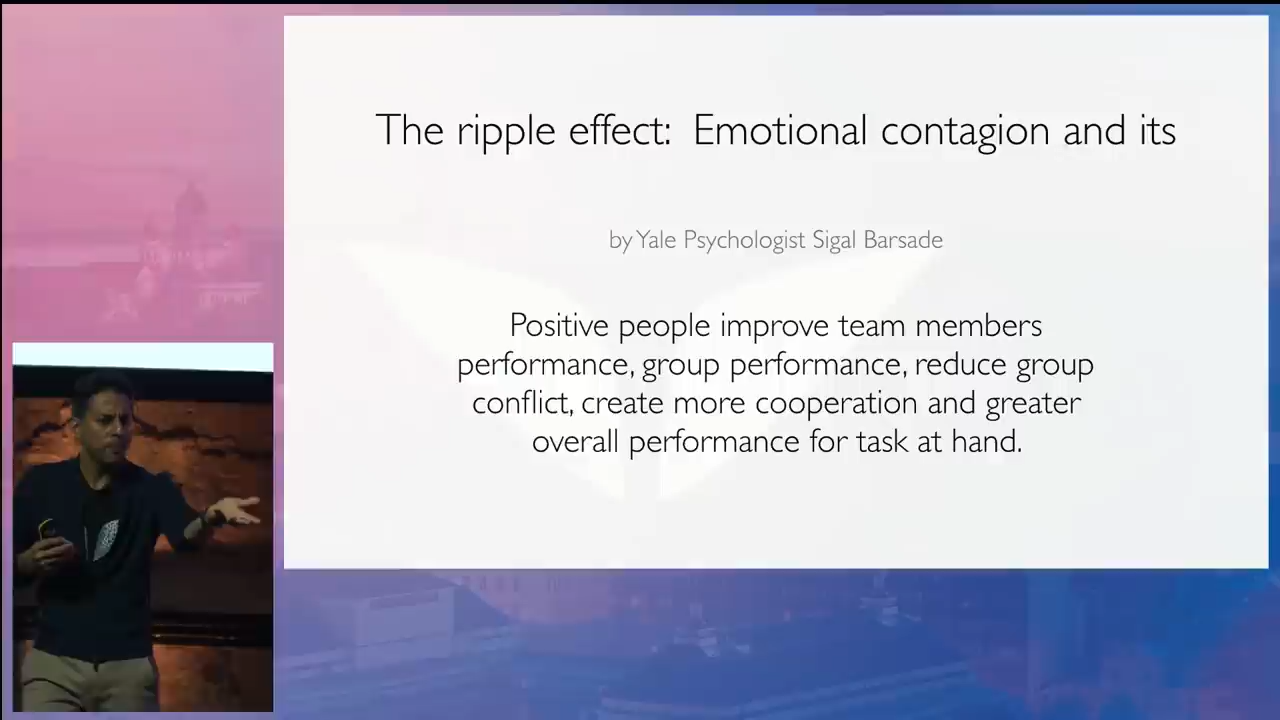 The ripple effect: Emotional contagion and its
by Yale Psychologist Sigal Barsade
Positive people improve team members
performance, group performance, reduce group
conflict, create more cooperation and greater
overall performance for task at hand.